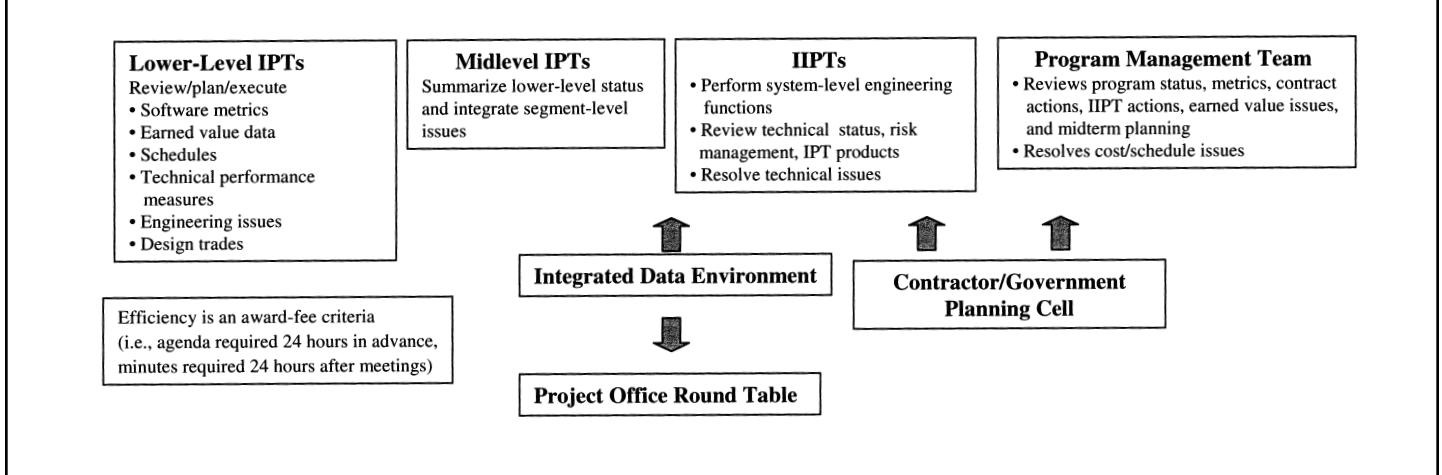 Lower-Level IPTs
Review/plan/execute
• Software metrics
• Earned value data
• Schedules
• Technical performance
measures
• Engineering issues
• Design trades
Midlevel IPTs
Summarize lower-level status
and integrate segment-level
issues
IIPTs
• Perform system-level engineering
functions
• Review technical status, risk
management, IPT products
• Resolve technical issues
Program Management Team
• Reviews program status, metrics, contract
actions, IIPT actions, earned value issues,
and midterm planning
• Resolves cost/schedule issues
Integrated Data Environment
Contractor/Government
Planning Cell
Efficiency is an award-fee criteria
(i.e., agenda required 24 hours in advance,
minutes required 24 hours after meetings)
Project Office Round Table